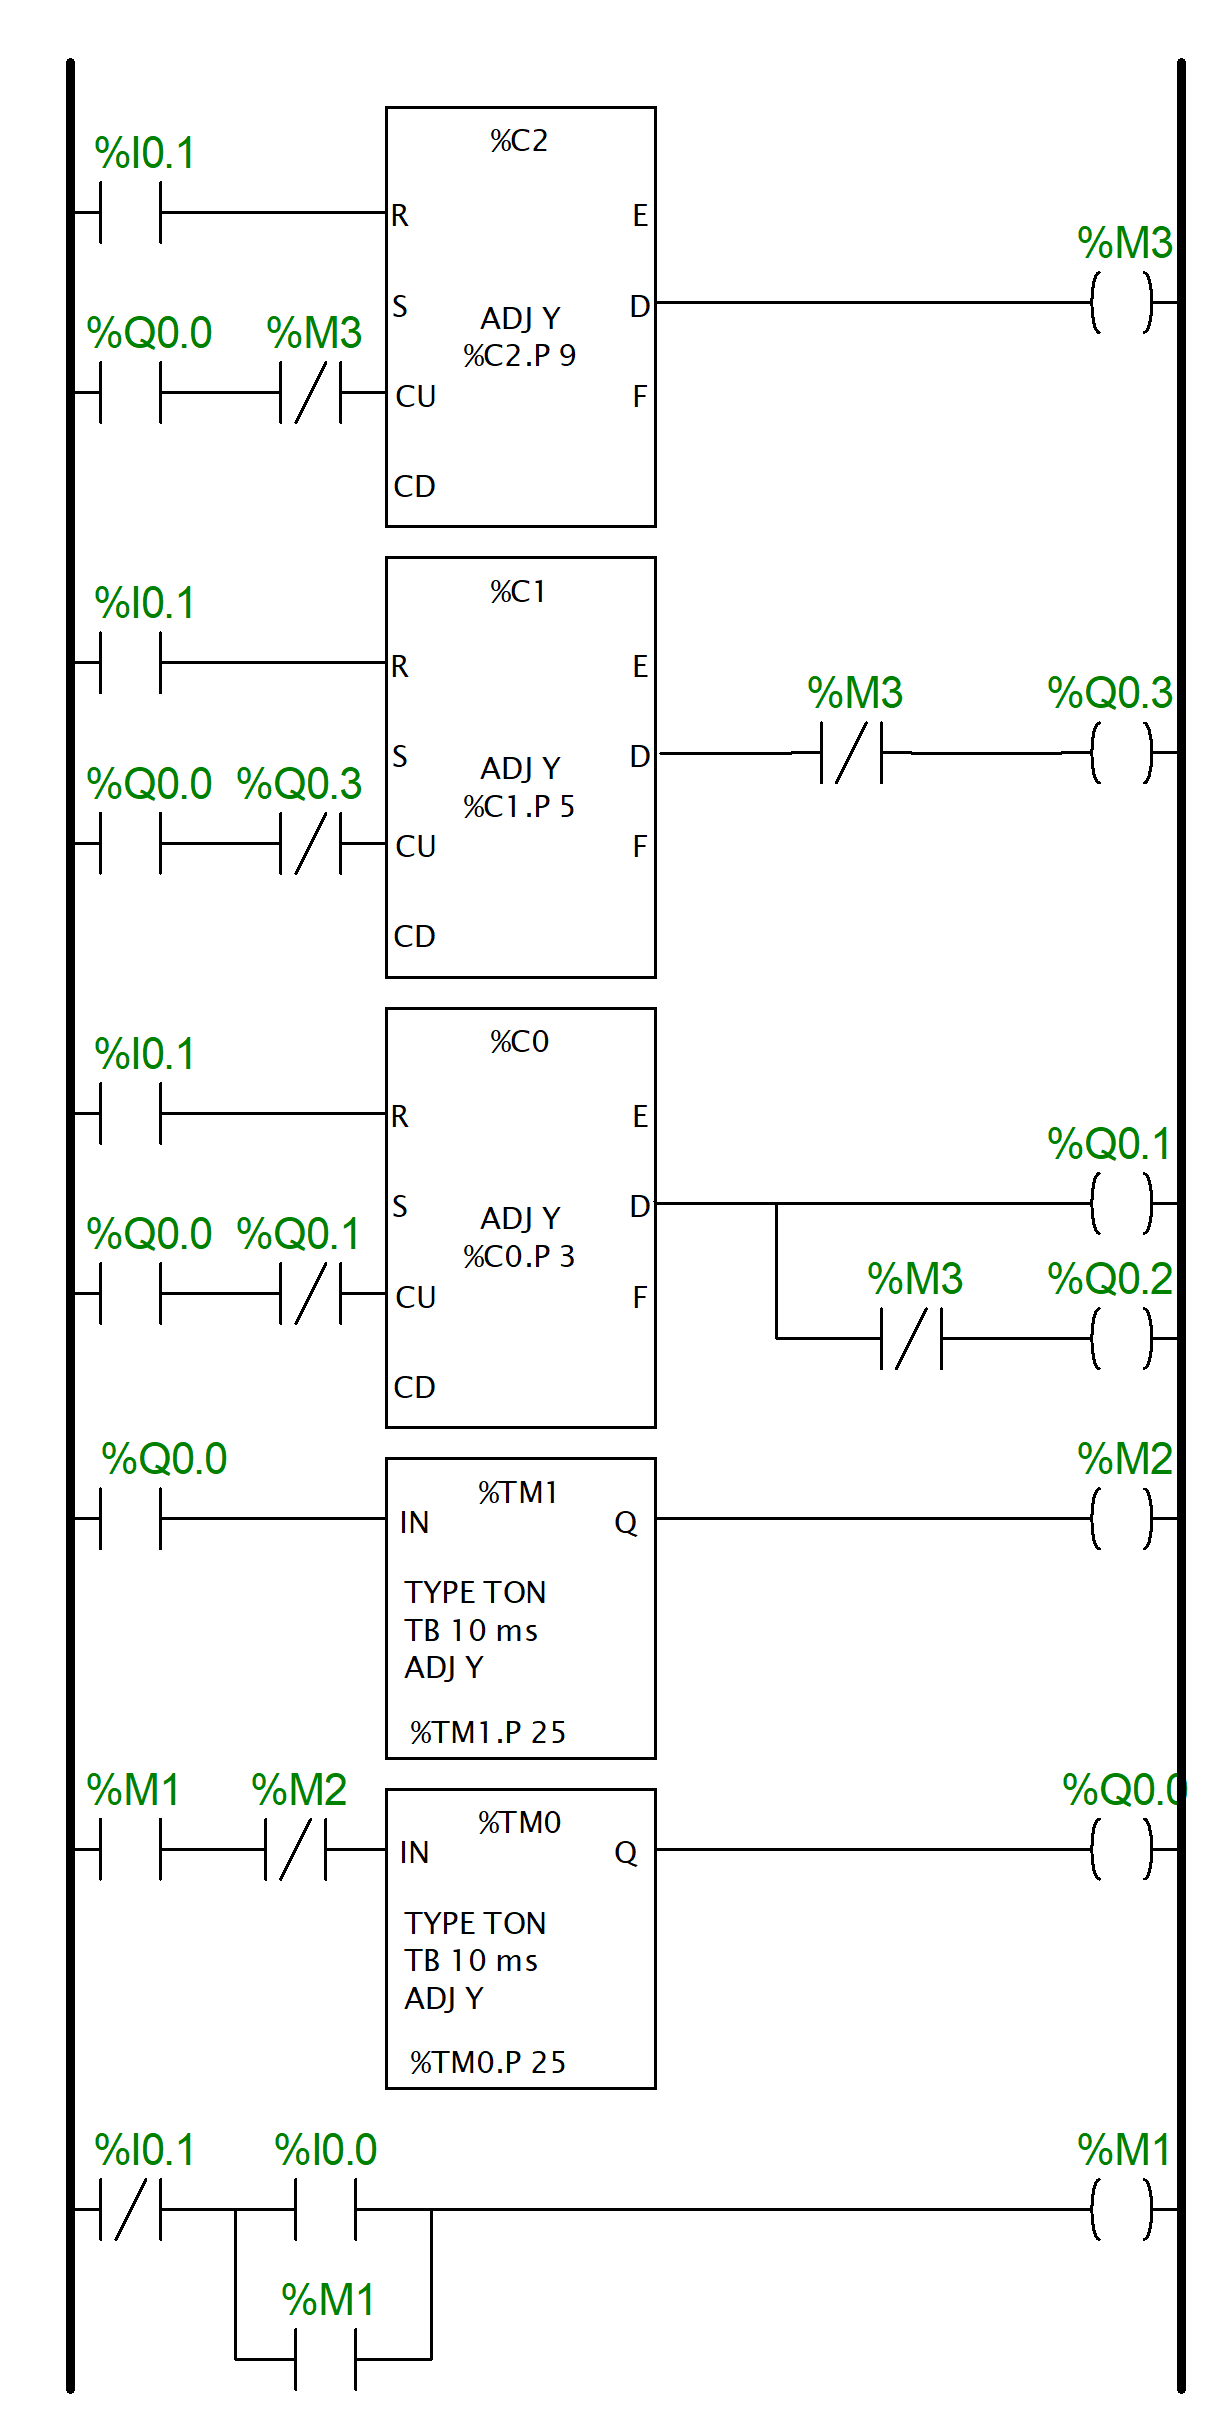 %C2
%I0.1
R E
%M3
S D
ADJ Y
%Q0.0 %M3
%C2.P 9
CU F
CD
%C1
%I0.1
R E
%M3 %Q0.3
S D
ADJ Y
%Q0.0 %Q0.3
%C1.P 5
CU F
CD
%C0
%I0.1
R E
%Q0.1
S D
ADJ Y
%Q0.0 %Q0.1
%C0.P 3
%M3 %Q0.2
CU F
CD
%Q0.0
%M2
%TM1
IN Q
TYPE TON
TB 10 ms
ADJ Y
%TM1.P 25
%M1 %M2
%Q0.0
%TM0
IN Q
TYPE TON
TB 10 ms
ADJ Y
%TM0.P 25
%I0.1 %I0.0 %M1
%M1